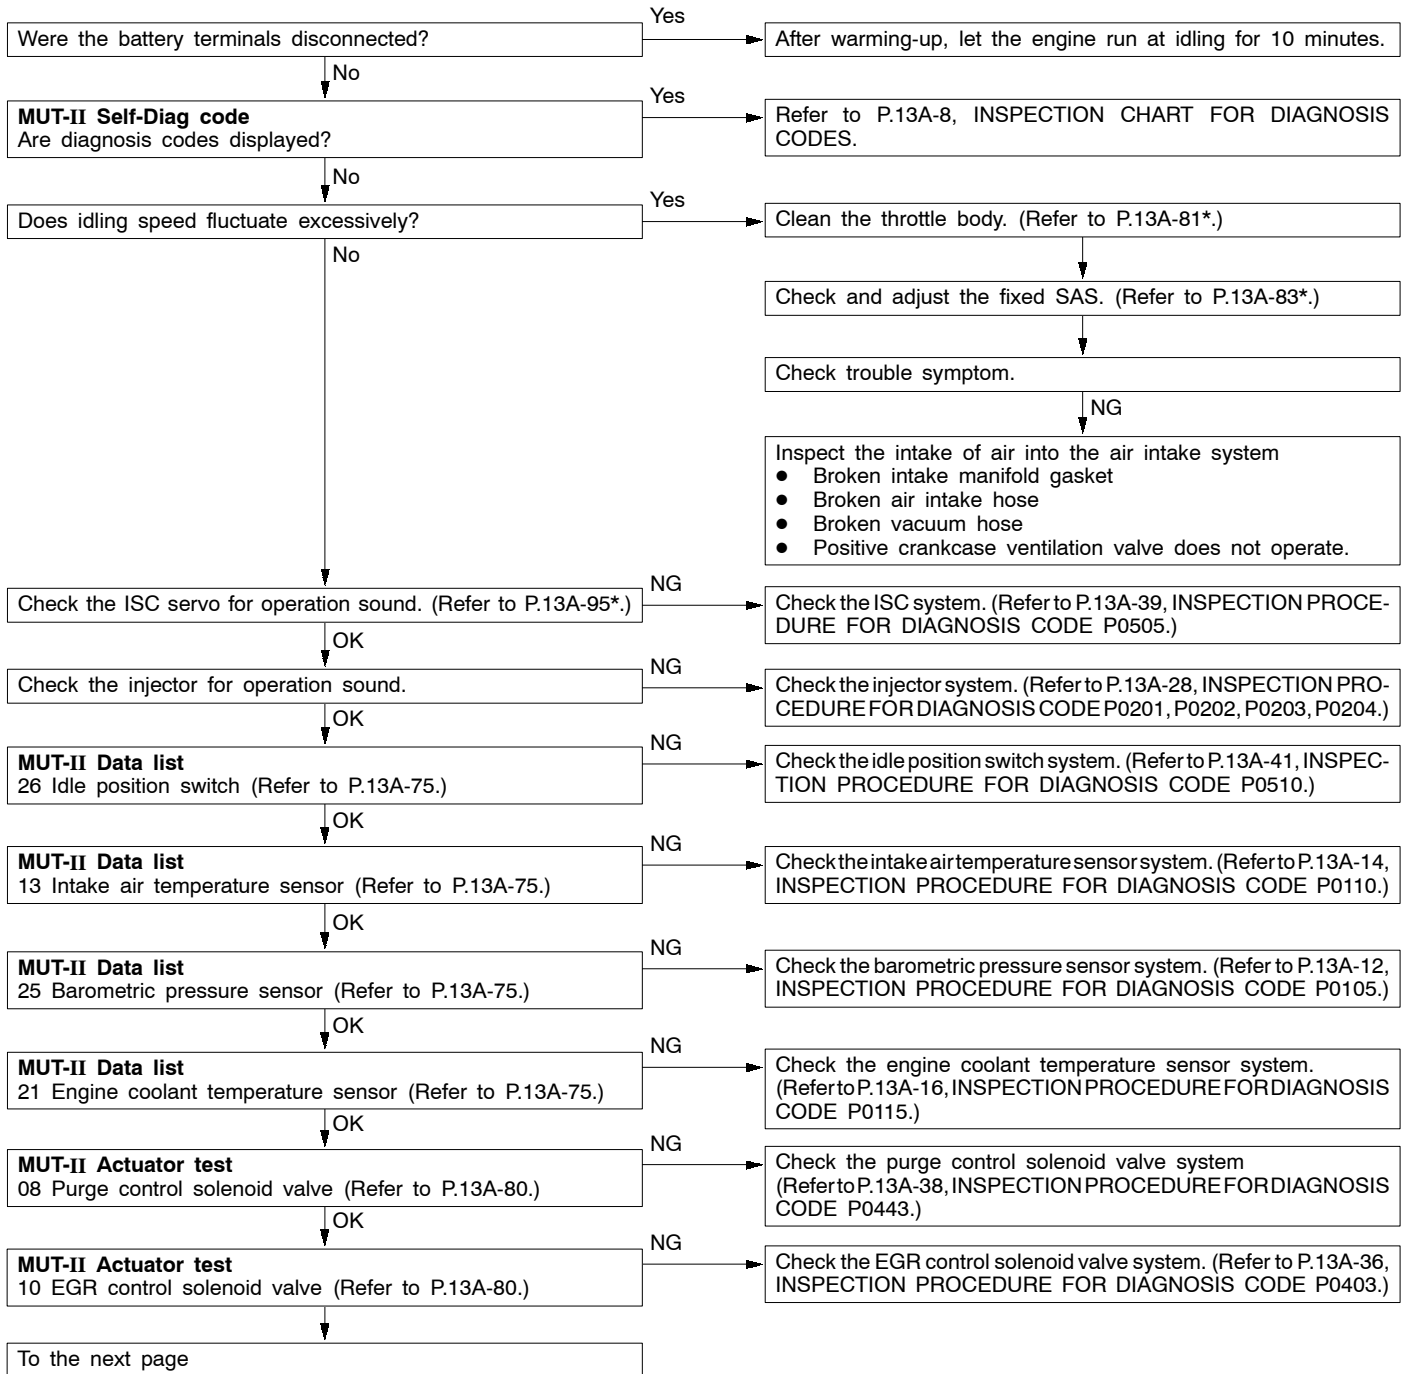 Were the battery terminals disconnected?
Yes
After warming-up, let the engine run at idling for 10 minutes.
No
MUT-II Self-Diag code
Are diagnosis codes displayed?
Yes
Refer to P.13A-8, INSPECTION CHART FOR DIAGNOSIS
CODES.
No
Does idling speed fluctuate excessively?
Yes
Clean the throttle body. (Refer to P.13A-81*.)
No
Check and adjust the fixed SAS. (Refer to P.13A-83*.)
Check trouble symptom.
NG
Inspect the intake of air into the air intake system
● Broken intake manifold gasket
● Broken air intake hose
● Broken vacuum hose
● Positive crankcase ventilation valve does not operate.
Check the ISC servo for operation sound. (Refer to P.13A-95*.)
NG
Check the ISC system. (Refer to P.13A-39, INSPECTION PROCE-
DURE FOR DIAGNOSIS CODE P0505.)
OK
Check the injector for operation sound.
NG
Check the injector system. (Refer to P.13A-28, INSPECTION PRO-
CEDURE FOR DIAGNOSIS CODE P0201, P0202, P0203, P0204.)
OK
MUT-II Data list
26 Idle position switch (Refer to P.13A-75.)
NG
Check the idle position switch system. (Refer to P.13A-41, INSPEC-
TION PROCEDURE FOR DIAGNOSIS CODE P0510.)
OK
MUT-II Data list
13 Intake air temperature sensor (Refer to P.13A-75.)
NG
Check the intake air temperature sensor system. (Refer to P.13A-14,
INSPECTION PROCEDURE FOR DIAGNOSIS CODE P0110.)
OK
MUT-II Data list
25 Barometric pressure sensor (Refer to P.13A-75.)
NG
Check the barometric pressure sensor system. (Refer to P.13A-12,
INSPECTION PROCEDURE FOR DIAGNOSIS CODE P0105.)
OK
MUT-II Data list
21 Engine coolant temperature sensor (Refer to P.13A-75.)
NG
Check the engine coolant temperature sensor system.
(Refer to P.13A-16, INSPECTION PROCEDURE FOR DIAGNOSIS
CODE P0115.)
OK
MUT-II Actuator test
08 Purge control solenoid valve (Refer to P.13A-80.)
NG
Check the purge control solenoid valve system
(Refer to P.13A-38, INSPECTION PROCEDURE FOR DIAGNOSIS
CODE P0443.)
OK
MUT-II Actuator test
10 EGR control solenoid valve (Refer to P.13A-80.)
NG
Check the EGR control solenoid valve system. (Refer to P.13A-36,
INSPECTION PROCEDURE FOR DIAGNOSIS CODE P0403.)
To the next page